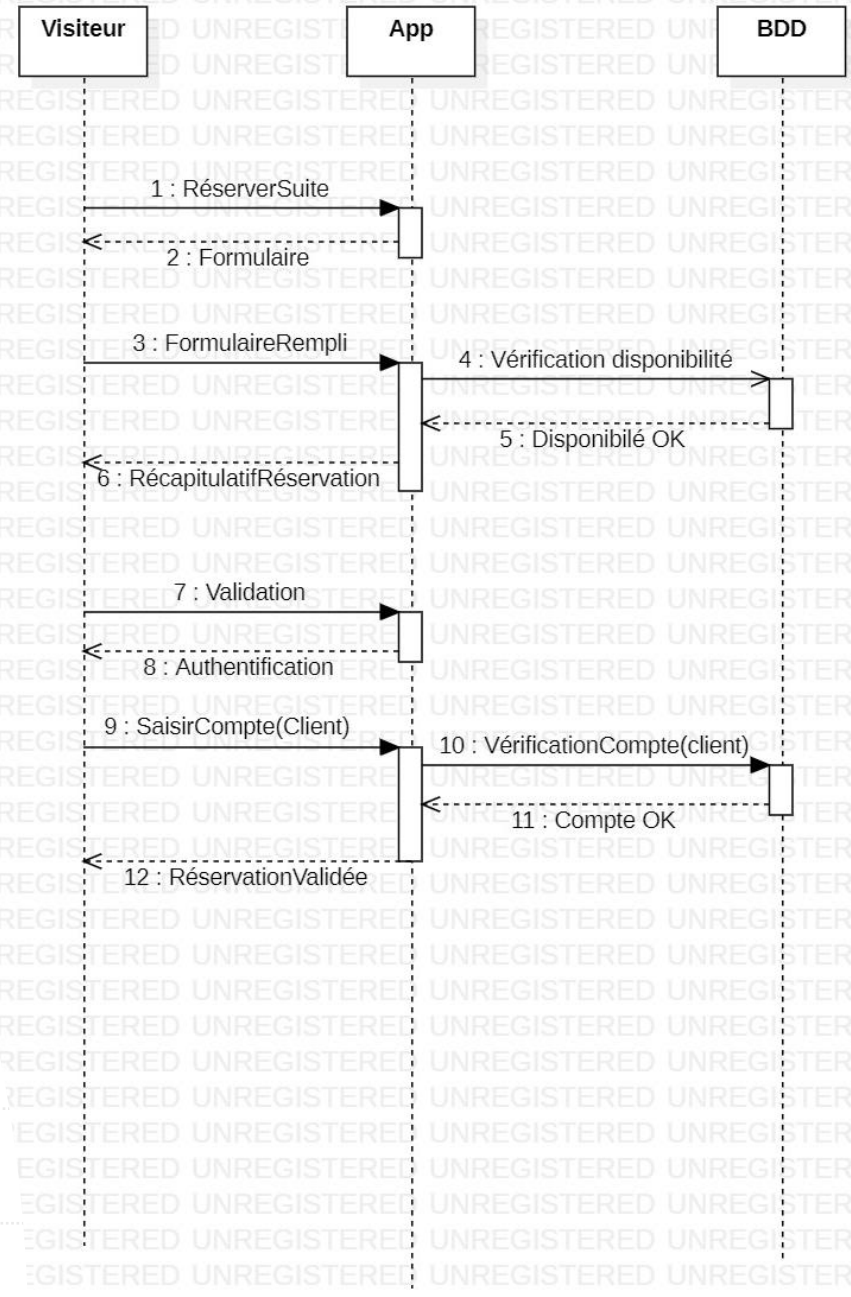 Visiteur
App
BDD
1 : RéserverSuite
2 : Formulaire
3 : FormulaireRempli
4 : Vérification disponibilité
5 : Disponibilé OK
6 : RécapitulatifRéservation
7 : Validation
8 : Authentification
9 : SaisirCompte(Client)
10 : VérificationCompte(client)
11 : Compte OK
12 : RéservationValidée
UNREGISTERED